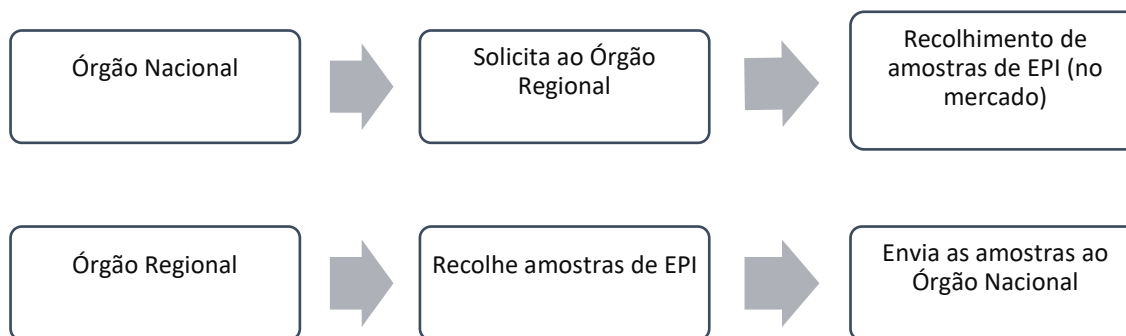 Órgão Nacional
Solicita ao Órgão
Regional
Recolhimento de
amostras de EPI (no
mercado)
Órgão Regional
Recolhe amostras de EPI
Envia as amostras ao
Órgão Nacional